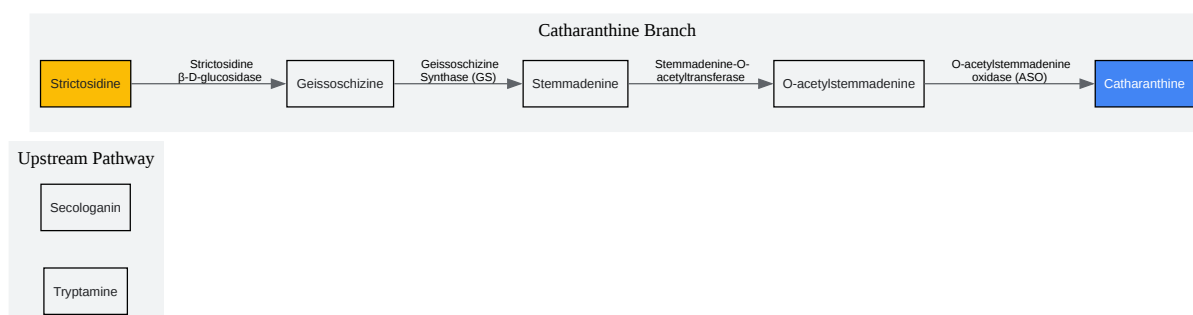 Catharanthine Branch
Strictosidine
Strictosidine
β-D-glucosidase
Geissoschizine
Geissoschizine
Synthase (GS)
Stemmadenine
Stemmadenine-O-
acetyltransferase
O-acetylstemmadenine
O-acetylstemmadenine
oxidase (ASO)
Catharanthine
Upstream Pathway
Secologanin
Tryptamine